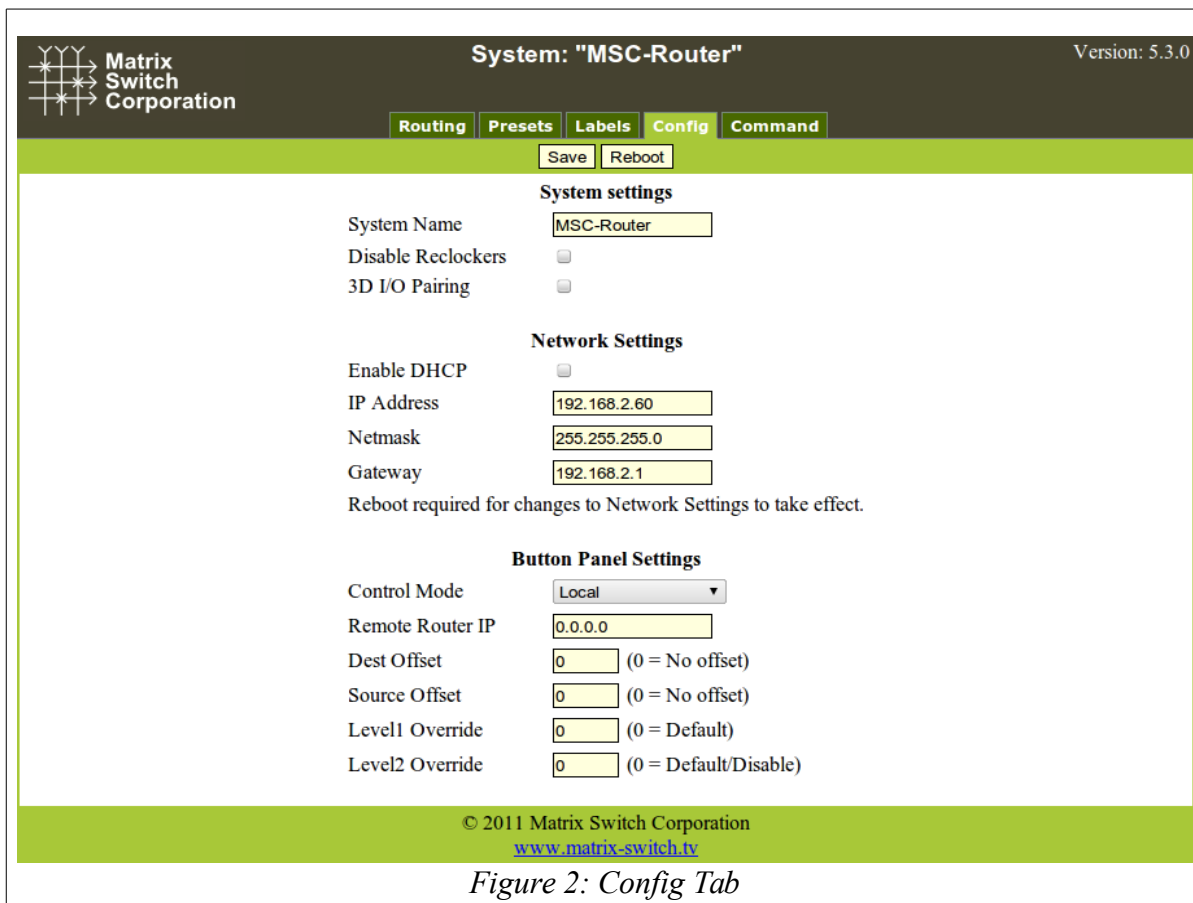 Matrix
Switch
Corporation
System: "MSC-Router"
Version: 5.3.0
Routing Presets Labels Config Command
Save Reboot
System settings
System Name MSC-Router
Disable Reclockers
3D I/O Pairing
Network Settings
Enable DHCP
IP Address 192.168.2.60
Netmask 255.255.255.0
Gateway 192.168.2.1
Reboot required for changes to Network Settings to take effect.
Button Panel Settings
Control Mode Local
Remote Router IP 0.0.0.0
Dest Offset 0 (0 = No offset)
Source Offset 0 (0 = No offset)
Level1 Override 0 (0 = Default)
Level2 Override 0 (0 = Default/Disable)
© 2011 Matrix Switch Corporation
www.matrix-switch.tv
Figure 2: Config Tab